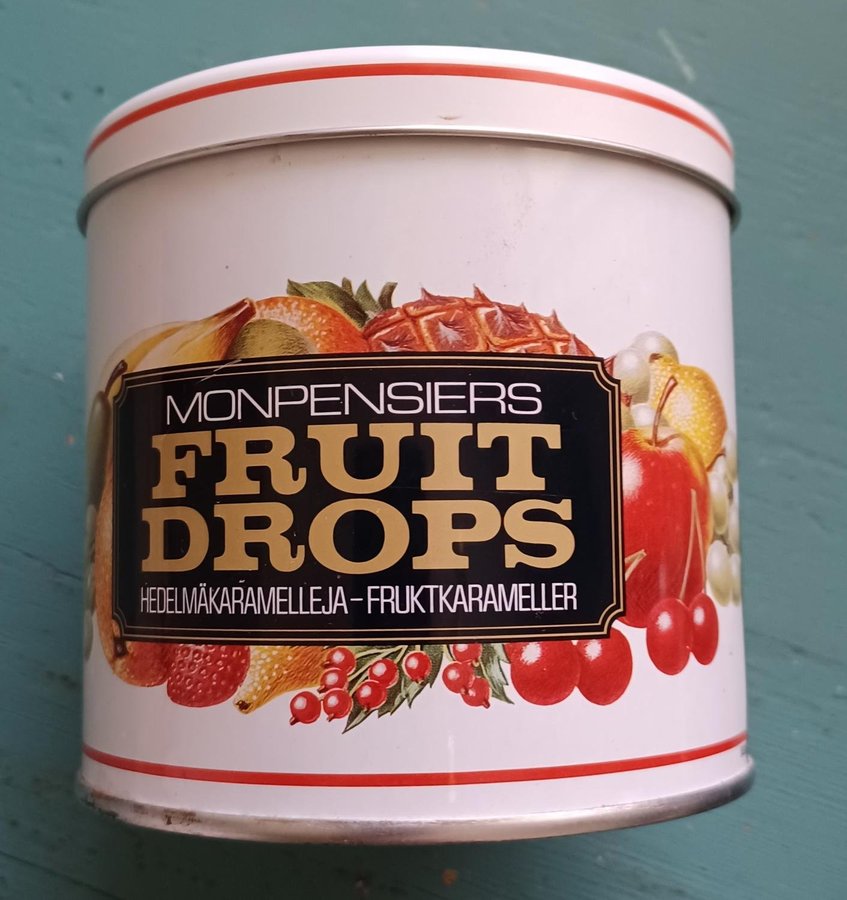 MONPENSIERS
FRUIT
DROPS
HEDELMÄKARAMELLEJA – FRUKTKARAMELLER